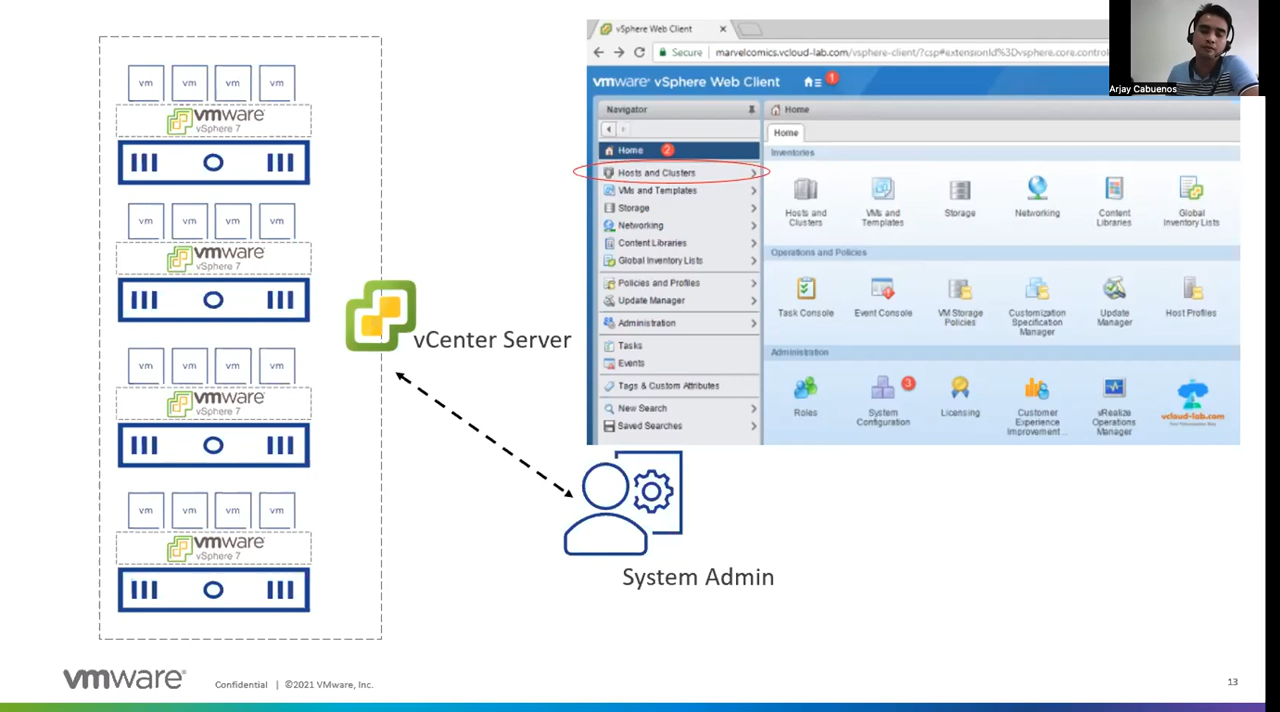 vm vm vm vm
vmware
vSphere 7
vm vm vm vm
vmware
vSphere 7
vm vm vm vm
vmware
vSphere 7
vm vm vm vm
vmware
vSphere 7
vCenter Server
System Admin
vSphere Web Client
Secure marvelcomics.vcloud-lab.com/vsphere-client/?csp#extensionId%3Dvsphere.core.control
vmware vSphere Web Client 1
Navigator
Home 2
Hosts and Clusters
VMs and Templates
Storage
Networking
Content Libraries
Global Inventory Lists
Policies and Profiles
Update Manager
Administration
Tasks
Events
Tags & Custom Attributes
New Search
Saved Searches
Home
Home
Inventories
Hosts and
Clusters
VMs and
Templates
Storage
Networking
Content
Libraries
Global
Inventory Lists
Operations and Policies
Task Console
Event Console
VM Storage
Policies
Customization
Specification
Manager
Update
Manager
Host Profiles
Administration
Roles
3
System
Configuration
Licensing
Customer
Experience
Improvement...
vRealize
Operations
Manager
vcloud-lab.com
Arjay Cabuenos
vmware®
Confidential | ©2021 VMware, Inc.
13